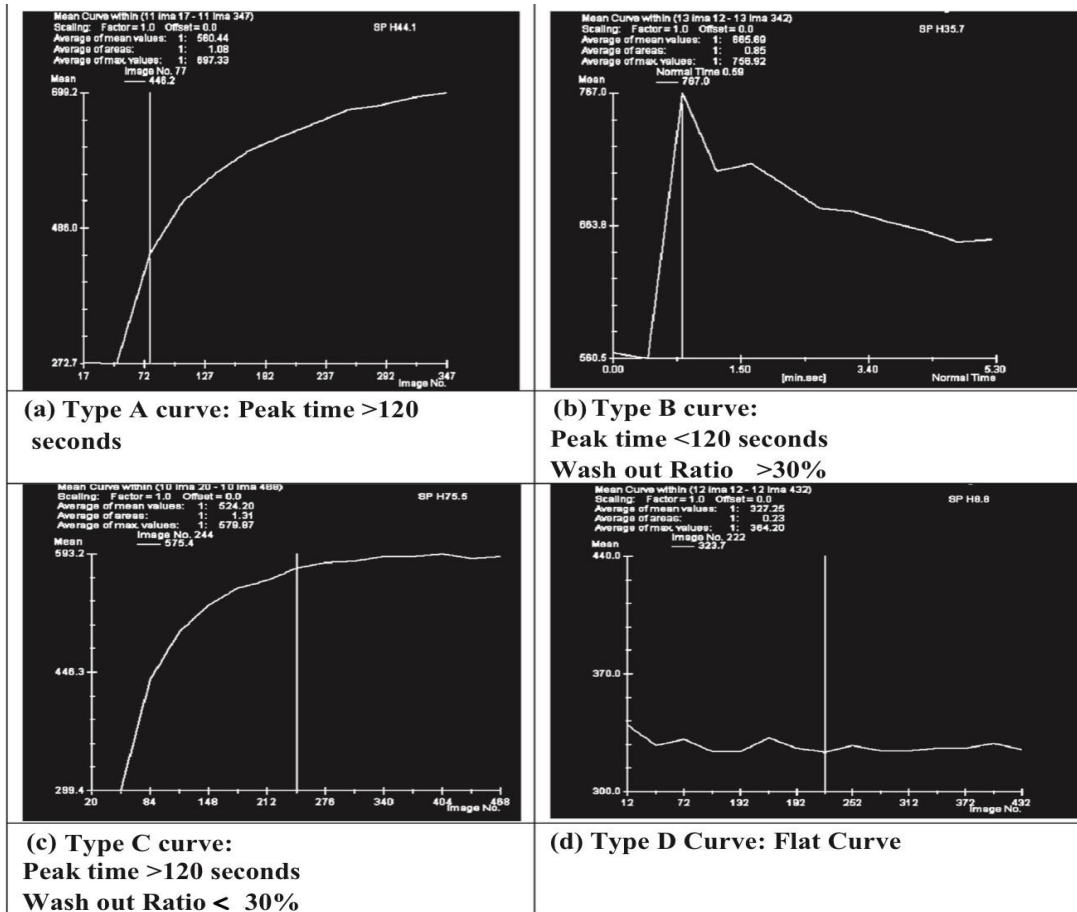 Mean Curve within (11 Ima 17 - 11 Ima 347)
Scaling: Factor = 1.0 Offset = 0.0
SP H44.1
Average of mean values: 1: 560.44
Average of areas: 1: 1.08
Average of max. values: 1: 697.33
Image No. 77
Mean
446.2
699.2
486.0
272.7
17 72 127 182 237 292 347
Image No.
(a) Type A curve: Peak time >120
seconds
Mean Curve within (13 Ima 12 - 13 Ima 342)
Scaling: Factor = 1.0 Offset = 0.0
SP H35.7
Average of mean values: 1: 665.69
Average of areas: 1: 0.85
Average of max. values: 1: 758.92
Normal Time 0.59
Mean
767.0
767.0
663.8
560.5
0.00 1.50 3.40 5.30
[min.sec] Normal Time
(b) Type B curve:
Peak time <120 seconds
Wash out Ratio >30%
Mean Curve within (10 Ima 20 - 10 Ima 468)
Scaling: Factor = 1.0 Offset = 0.0
SP H75.5
Average of mean values: 1: 524.20
Average of areas: 1: 1.31
Average of max. values: 1: 579.87
Image No. 244
Mean
575.4
593.2
446.3
299.4
20 84 148 212 276 340 404 468
Image No.
(c) Type C curve:
Peak time >120 seconds
Wash out Ratio < 30%
Mean Curve within (12 Ima 12 - 12 Ima 432)
Scaling: Factor = 1.0 Offset = 0.0
SP H8.8
Average of mean values: 1: 327.25
Average of areas: 1: 0.23
Average of max. values: 1: 364.20
Image No. 222
Mean
323.7
440.0
370.0
300.0
12 72 132 192 252 312 372 432
Image No.
(d) Type D Curve: Flat Curve